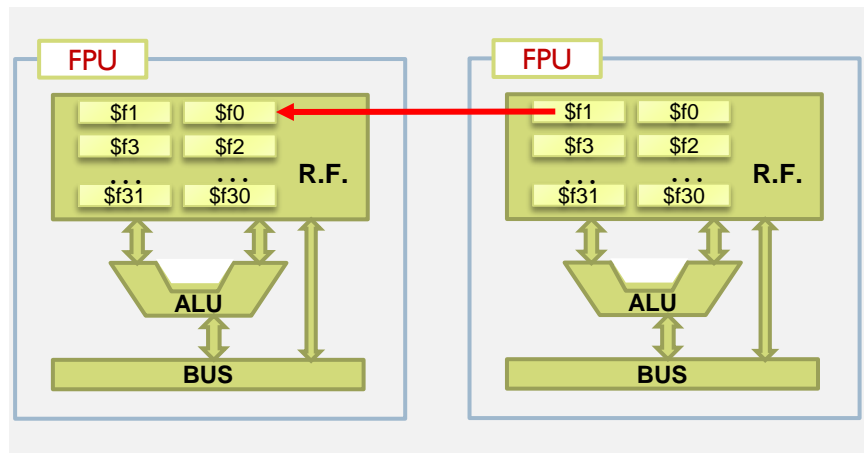 FPU
$f1 $f0
$f3 $f2
... ...
R.F.
$f31 $f30
ALU
BUS
FPU
$f1 $f0
$f3 $f2
... ...
R.F.
$f31 $f30
ALU
BUS